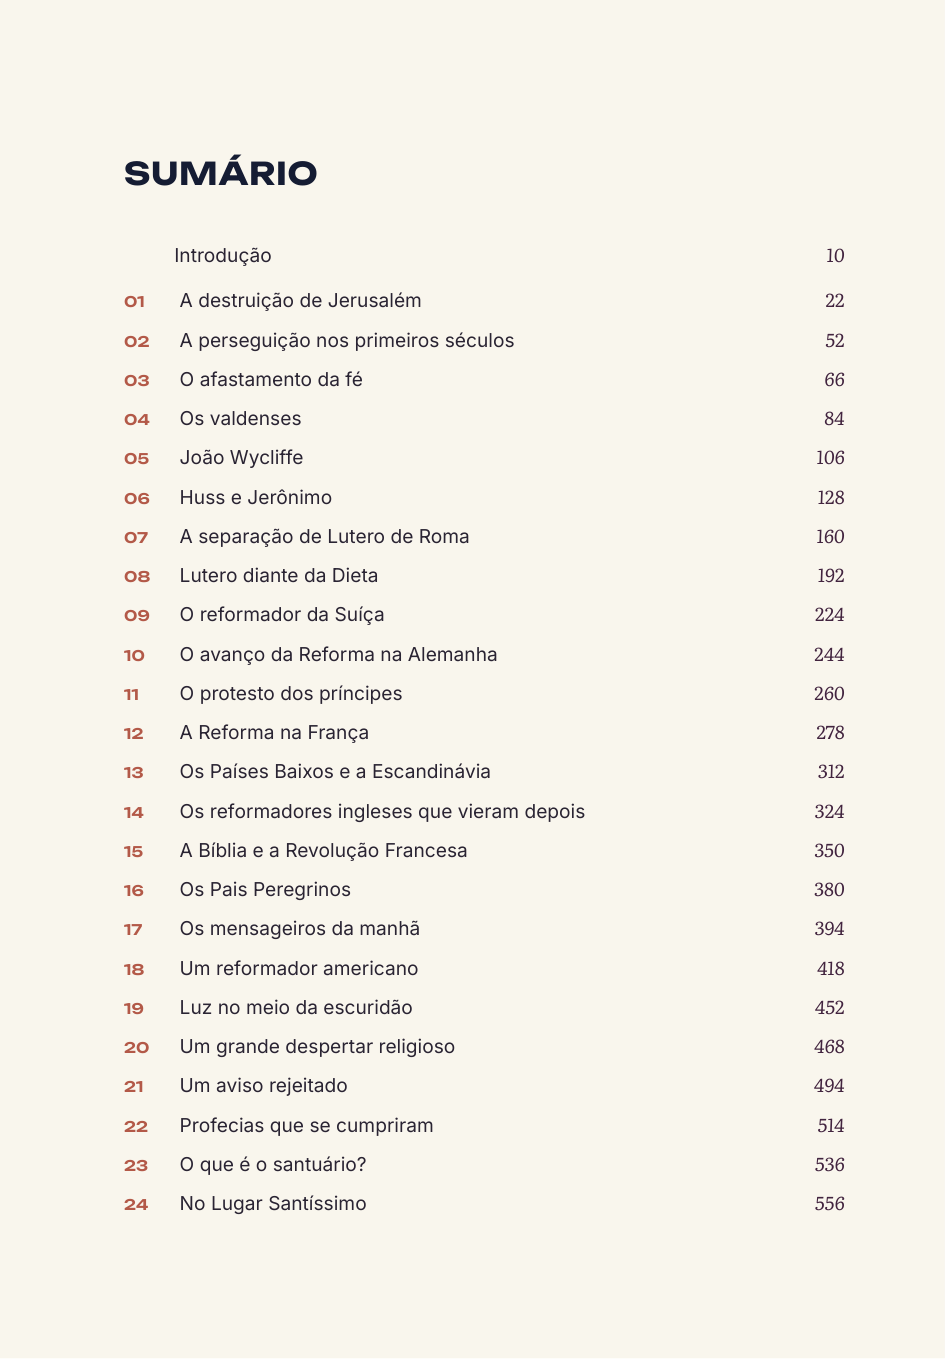 SUMÁRIO
Introdução 10
01 A destruição de Jerusalém 22
02 A perseguição nos primeiros séculos 52
03 O afastamento da fé 66
04 Os valdenses 84
05 João Wycliffe 106
06 Huss e Jerônimo 128
07 A separação de Lutero de Roma 160
08 Lutero diante da Dieta 192
09 O reformador da Suíça 224
10 O avanço da Reforma na Alemanha 244
11 O protesto dos príncipes 260
12 A Reforma na França 278
13 Os Países Baixos e a Escandinávia 312
14 Os reformadores ingleses que vieram depois 324
15 A Bíblia e a Revolução Francesa 350
16 Os Pais Peregrinos 380
17 Os mensageiros da manhã 394
18 Um reformador americano 418
19 Luz no meio da escuridão 452
20 Um grande despertar religioso 468
21 Um aviso rejeitado 494
22 Profecias que se cumpriram 514
23 O que é o santuário? 536
24 No Lugar Santíssimo 556